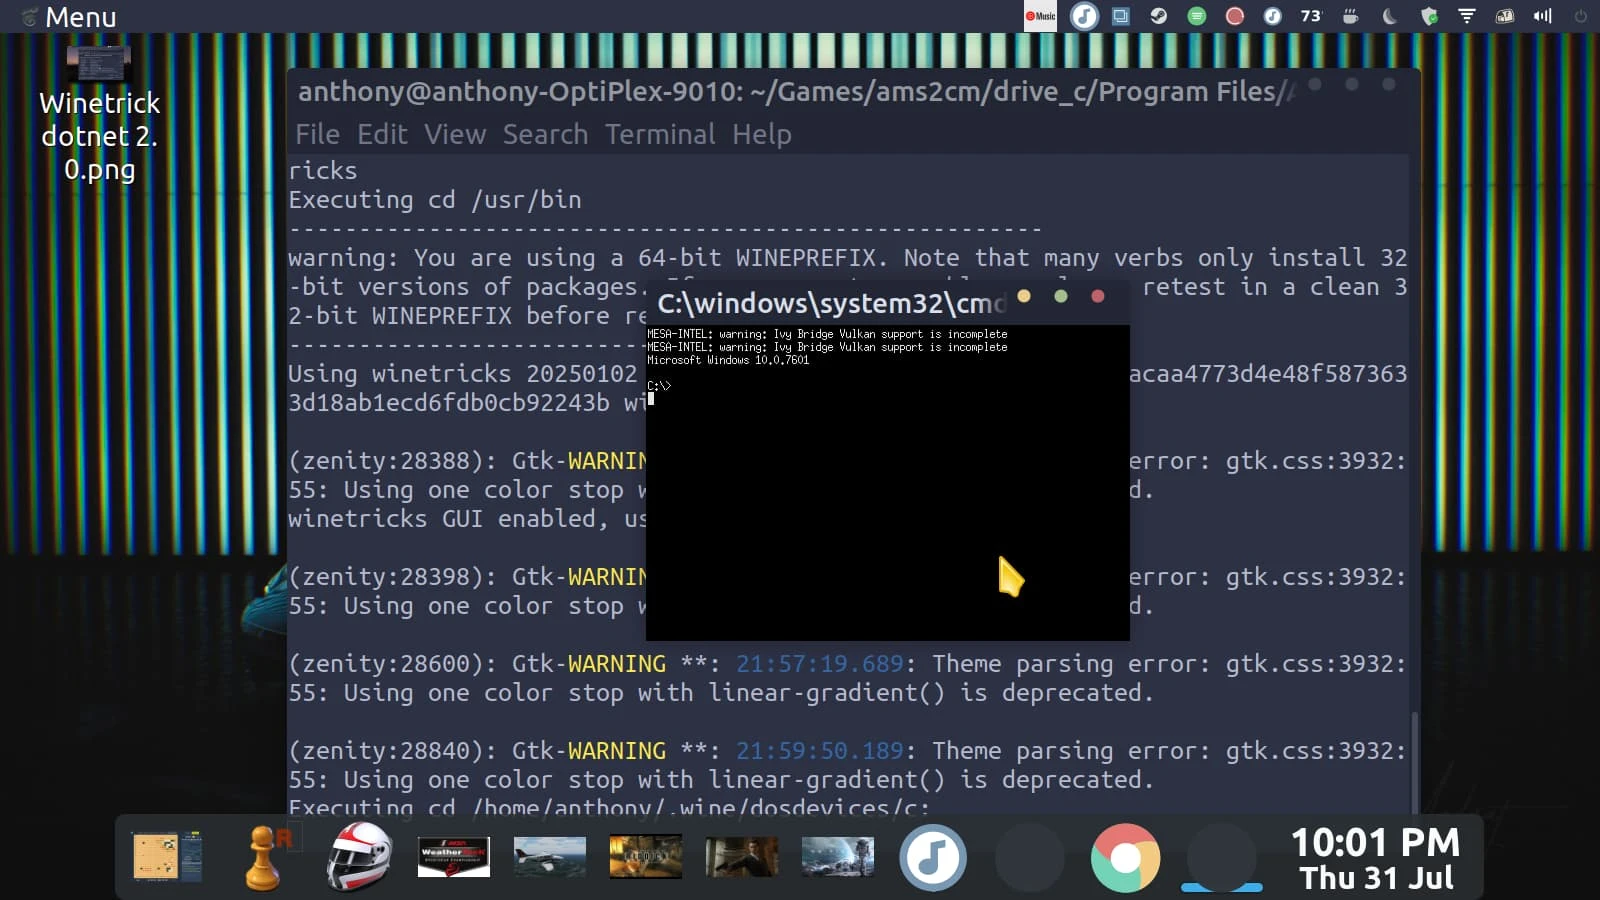 Menu
Music
73°
Winetrick
dotnet 2.
0.png
anthony@anthony-OptiPlex-9010: ~/Games/ams2cm/drive_c/Program Files/
File Edit View Search Terminal Help
ricks
Executing cd /usr/bin
------------------------------------------------------
warning: You are using a 64-bit WINEPREFIX. Note that many verbs only install 32
-bit versions of packages. retest in a clean 3
2-bit WINEPREFIX before re
Using winetricks 20250102 acaa4773d4e48f587363
3d18ab1ecd6fdb0cb92243b wi
(zenity:28388): Gtk-WARNIN error: gtk.css:3932:
55: Using one color stop w d.
winetricks GUI enabled, us
(zenity:28398): Gtk-WARNIN error: gtk.css:3932:
55: Using one color stop w d.
(zenity:28600): Gtk-WARNING **: 21:57:19.689: Theme parsing error: gtk.css:3932:
55: Using one color stop with linear-gradient() is deprecated.
(zenity:28840): Gtk-WARNING **: 21:59:50.189: Theme parsing error: gtk.css:3932:
55: Using one color stop with linear-gradient() is deprecated.
Executing cd /home/anthony/.wine/dosdevices/c:
C:\windows\system32\cmd
MESA-INTEL: warning: Ivy Bridge Vulkan support is incomplete
MESA-INTEL: warning: Ivy Bridge Vulkan support is incomplete
Microsoft Windows 10.0.7601
C:\>
R
10:01 PM
Thu 31 Jul